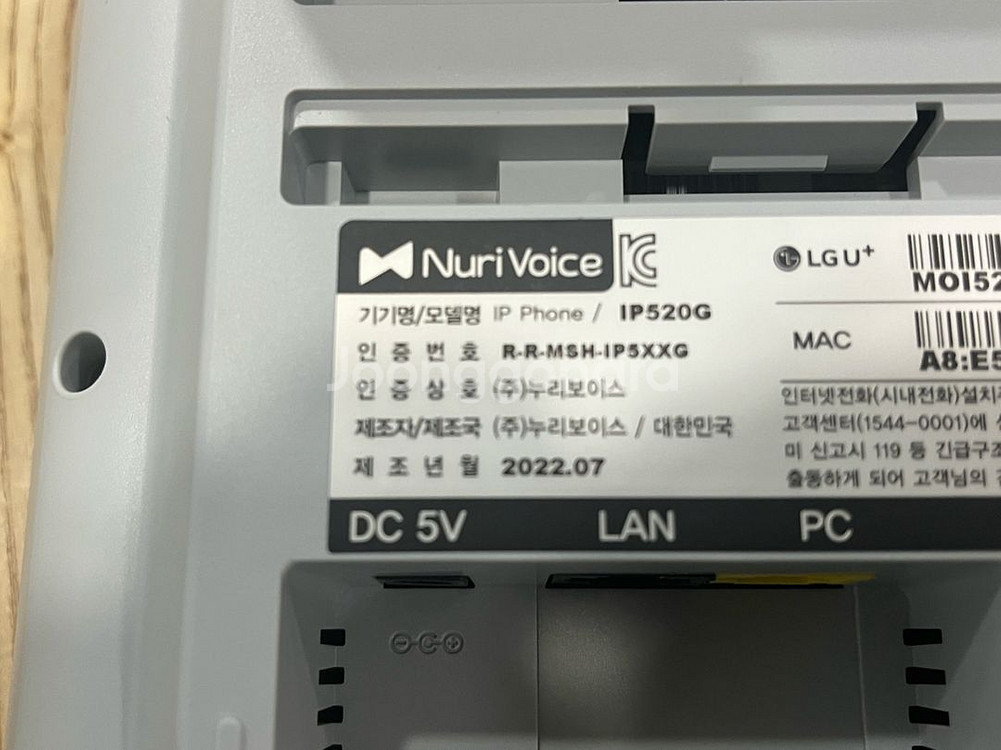 Nuri Voice
기기명/모델명 IP Phone / IP520G
인 증 번 호 R-R-MSH-IP5XXG
인 증 상 호 (주)누리보이스
제조자/제조국 (주)누리보이스 / 대한민국
제 조 년 월 2022.07
LG U+
MOI52
MAC
A8:E5
인터넷전화(시내전화)설치
고객센터(1544-0001)에
미 신고시 119 등 긴급구조
출동하게 되어 고객님의
DC 5V LAN PC
Joonggonara